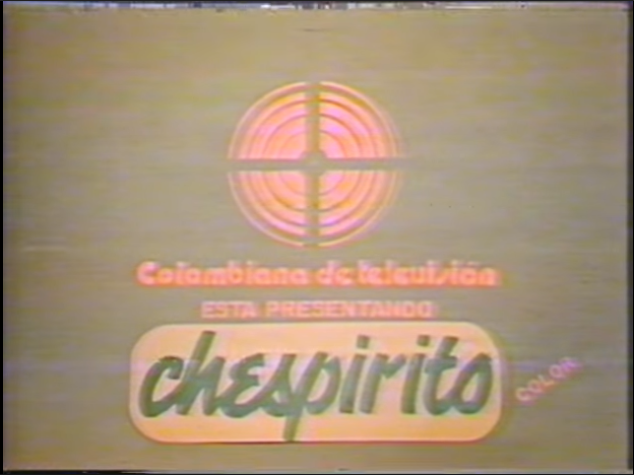 Colombiana de televisión
ESTA PRESENTANDO
chespirito
COLOR